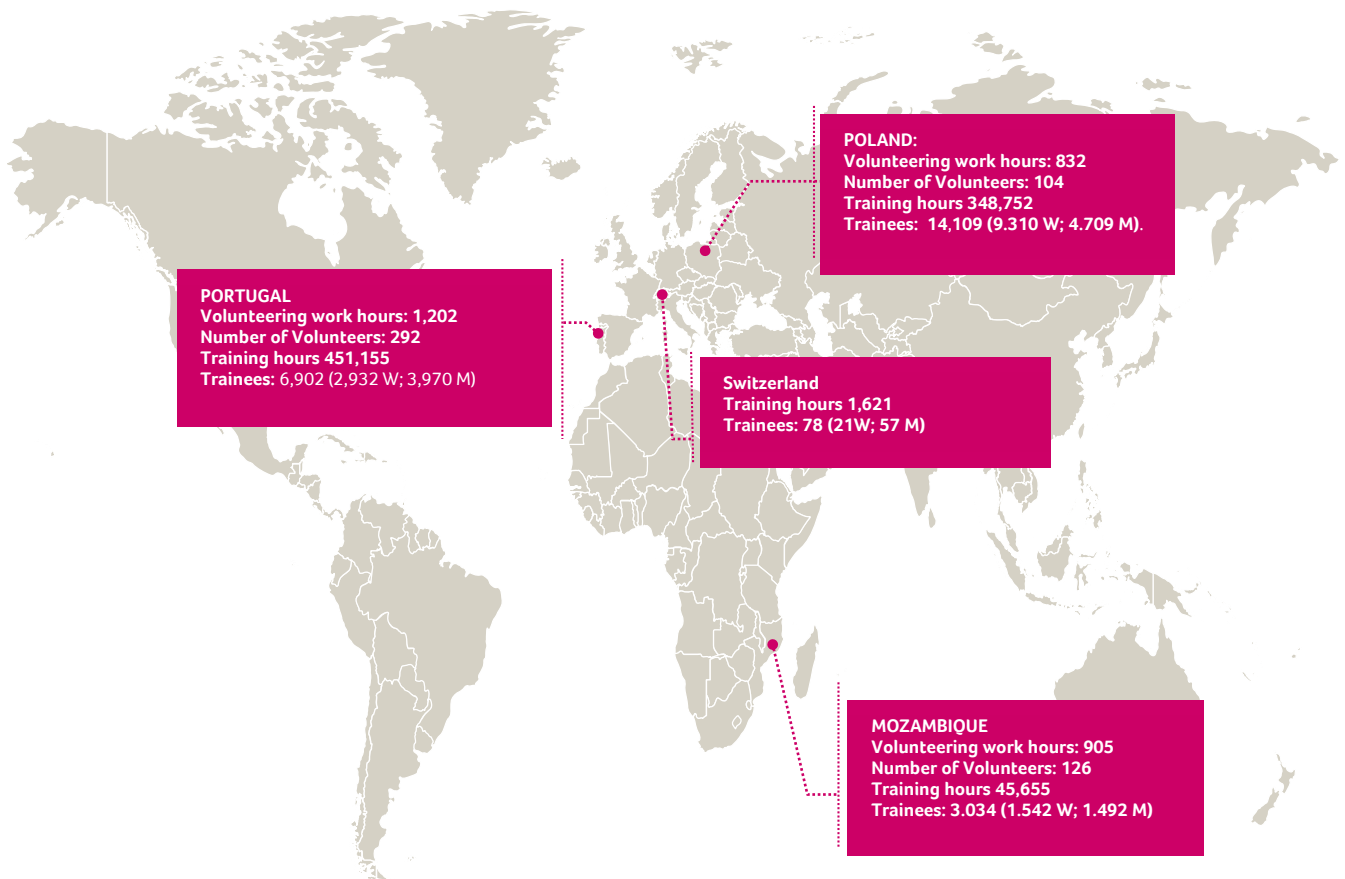 POLAND:
Volunteering work hours: 832
Number of Volunteers: 104
Training hours 348,752
Trainees: 14,109 (9.310 W; 4.709 M).
PORTUGAL
Volunteering work hours: 1,202
Number of Volunteers: 292
Training hours 451,155
Trainees: 6,902 (2,932 W; 3,970 M)
Switzerland
Training hours 1,621
Trainees: 78 (21W; 57 M)
MOZAMBIQUE
Volunteering work hours: 905
Number of Volunteers: 126
Training hours 45,655
Trainees: 3.034 (1.542 W; 1.492 M)